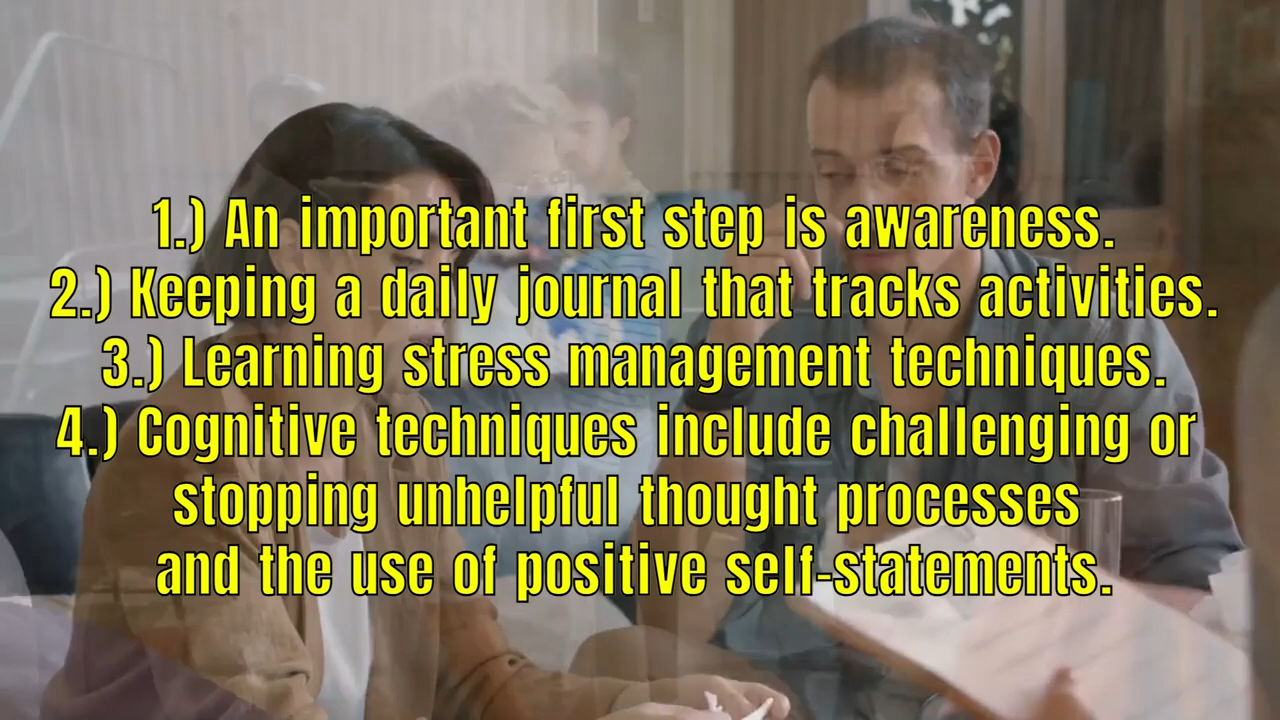 1.) An important first step is awareness.
2.) Keeping a daily journal that tracks activities.
3.) Learning stress management techniques.
4.) Cognitive techniques include challenging or
stopping unhelpful thought processes
and the use of positive self-statements.